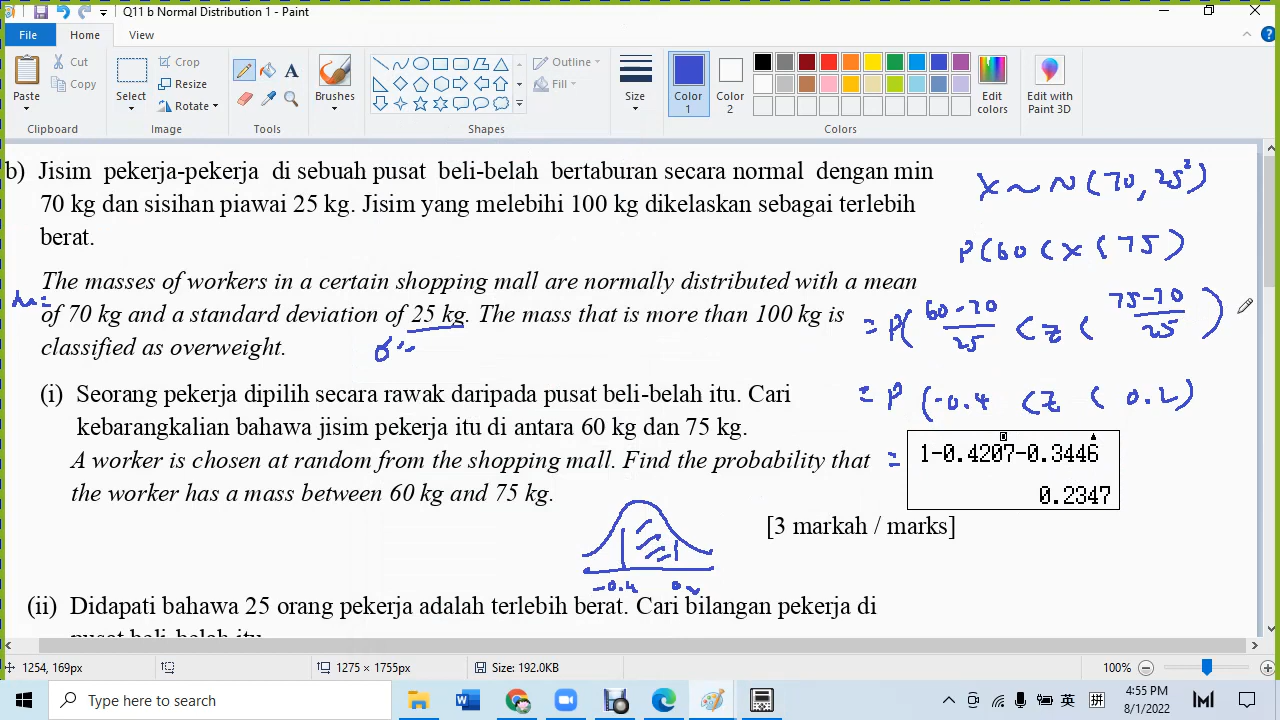 Q11 b Normal Distribution 1 - Paint
File Home View
Paste Cut Copy Clipboard
Select Crop Resize Rotate Image
Tools
Brushes
Outline Fill Shapes
Size
Color 1 Color 2 Edit colors Colors
Edit with Paint 3D
b) Jisim pekerja-pekerja di sebuah pusat beli-belah bertaburan secara normal dengan min
70 kg dan sisihan piawai 25 kg. Jisim yang melebihi 100 kg dikelaskan sebagai terlebih
berat.
The masses of workers in a certain shopping mall are normally distributed with a mean
μ=
of 70 kg and a standard deviation of 25 kg. The mass that is more than 100 kg is
classified as overweight.
σ=
(i) Seorang pekerja dipilih secara rawak daripada pusat beli-belah itu. Cari
kebarangkalian bahawa jisim pekerja itu di antara 60 kg dan 75 kg.
A worker is chosen at random from the shopping mall. Find the probability that
the worker has a mass between 60 kg and 75 kg.
[3 markah / marks]
X ~ N (70, 25²)
P(60 < X < 75)
= P( 60-70/25 < Z < 75-70/25 )
= P (-0.4 < Z < 0.2)
= 1-0.4207-0.3446
0.2347
-0.4 0.2
(ii) Didapati bahawa 25 orang pekerja adalah terlebih berat. Cari bilangan pekerja di
pusat beli-belah itu.
1254, 169px 1275 × 1755px Size: 192.0KB 100%
Type here to search
英 拼 4:55 PM
8/1/2022